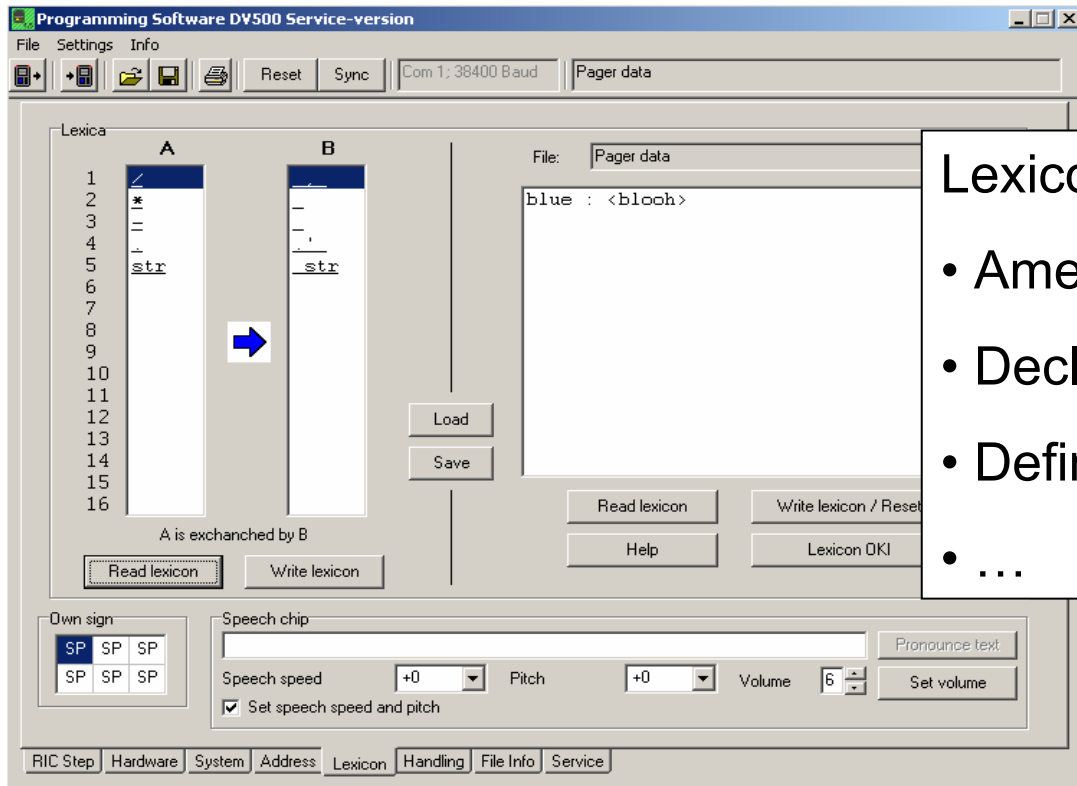 Programming Software DV500 Service-version
File Settings Info
Reset Sync Com 1; 38400 Baud Pager data
Lexica
A B
File: Pager data
1 /
2 *
3 =
4 .
5 str _str
6
7
8
9
10
11
12
13
14
15
16
blue : <blooh>
Load
Save
A is exchanched by B
Read lexicon Write lexicon
Read lexicon Write lexicon / Reset
Help Lexicon OKI
• …
Own sign
SP SP SP
SP SP SP
Speech chip
Pronounce text
Speech speed +0 Pitch +0 Volume 6 Set volume
Set speech speed and pitch
RIC Step Hardware System Address Lexicon Handling File Info Service